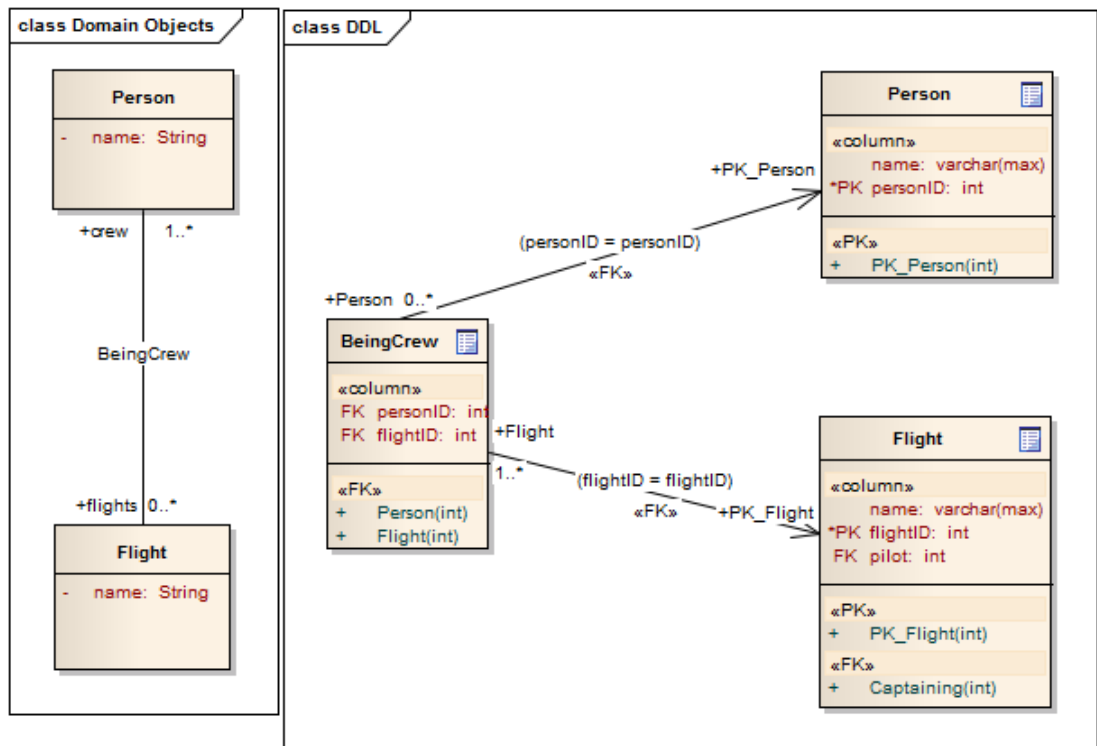 class Domain Objects
Person
- name: String
+crew 1..*
BeingCrew
+flights 0..*
Flight
- name: String
class DDL
Person
«column»
name: varchar(max)
*PK personID: int
«PK»
+ PK_Person(int)
+PK_Person
(personID = personID)
«FK»
+Person 0..*
BeingCrew
«column»
FK personID: int
FK flightID: int
«FK»
+ Person(int)
+ Flight(int)
+Flight
1..*
(flightID = flightID)
«FK»
+PK_Flight
Flight
«column»
name: varchar(max)
*PK flightID: int
FK pilot: int
«PK»
+ PK_Flight(int)
«FK»
+ Captaining(int)